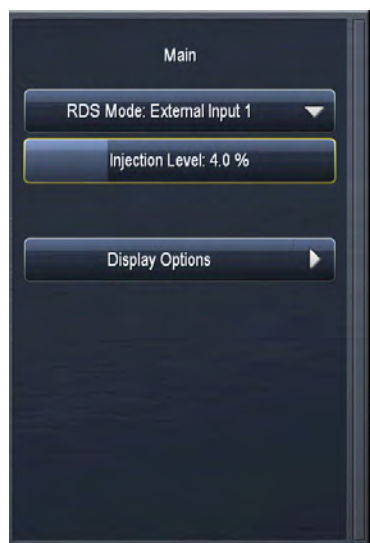 Main
RDS Mode: External Input 1
Injection Level: 4.0 %
Display Options